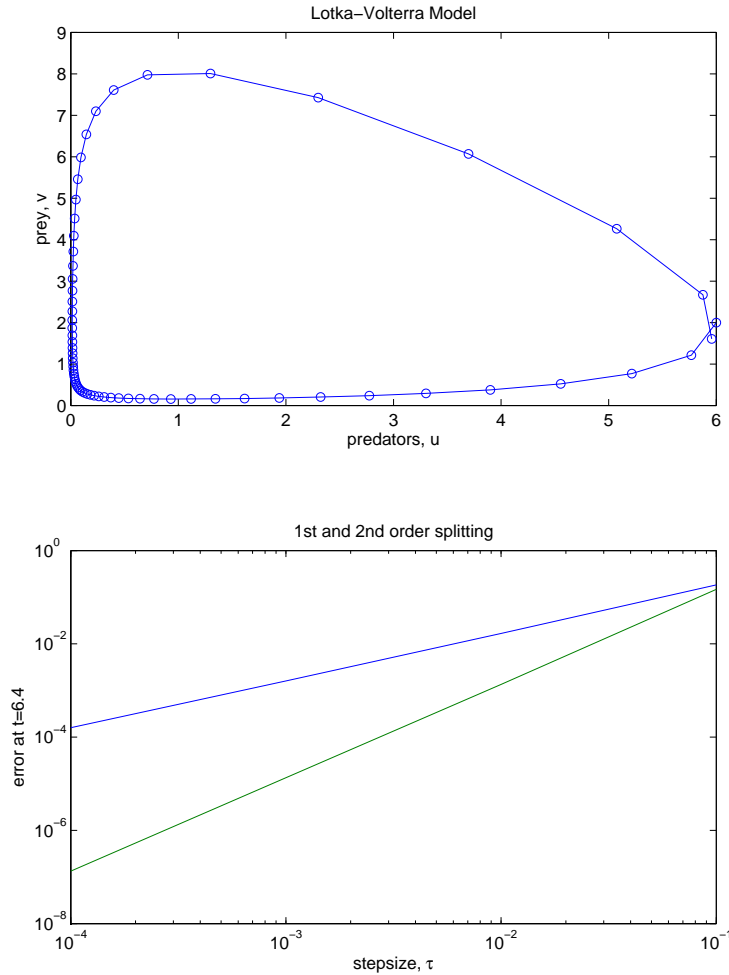 Lotka−Volterra Model
9
8
7
6
5
4
3
2
1
0
prey, v
0 1 2 3 4 5 6
predators, u
1st and 2nd order splitting
10^0
10^−2
10^−4
10^−6
10^−8
error at t=6.4
10^−4 10^−3 10^−2 10^−1
stepsize, τ